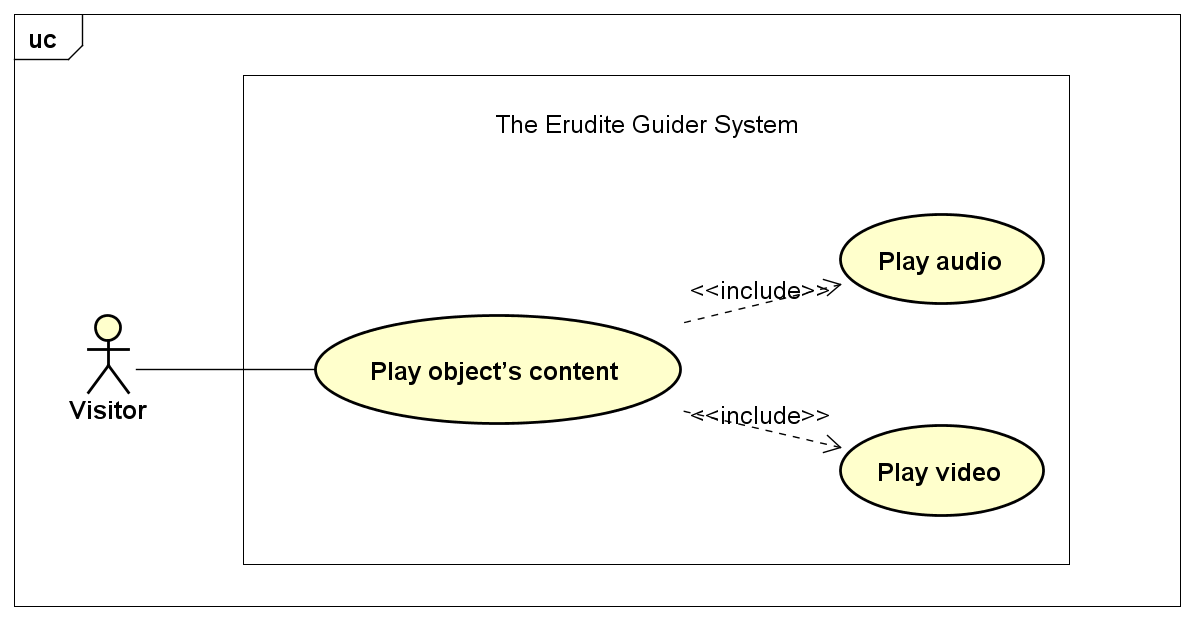 uc
The Erudite Guider System
Play audio
<<include>>
Play object’s content
Visitor
<<include>>
Play video